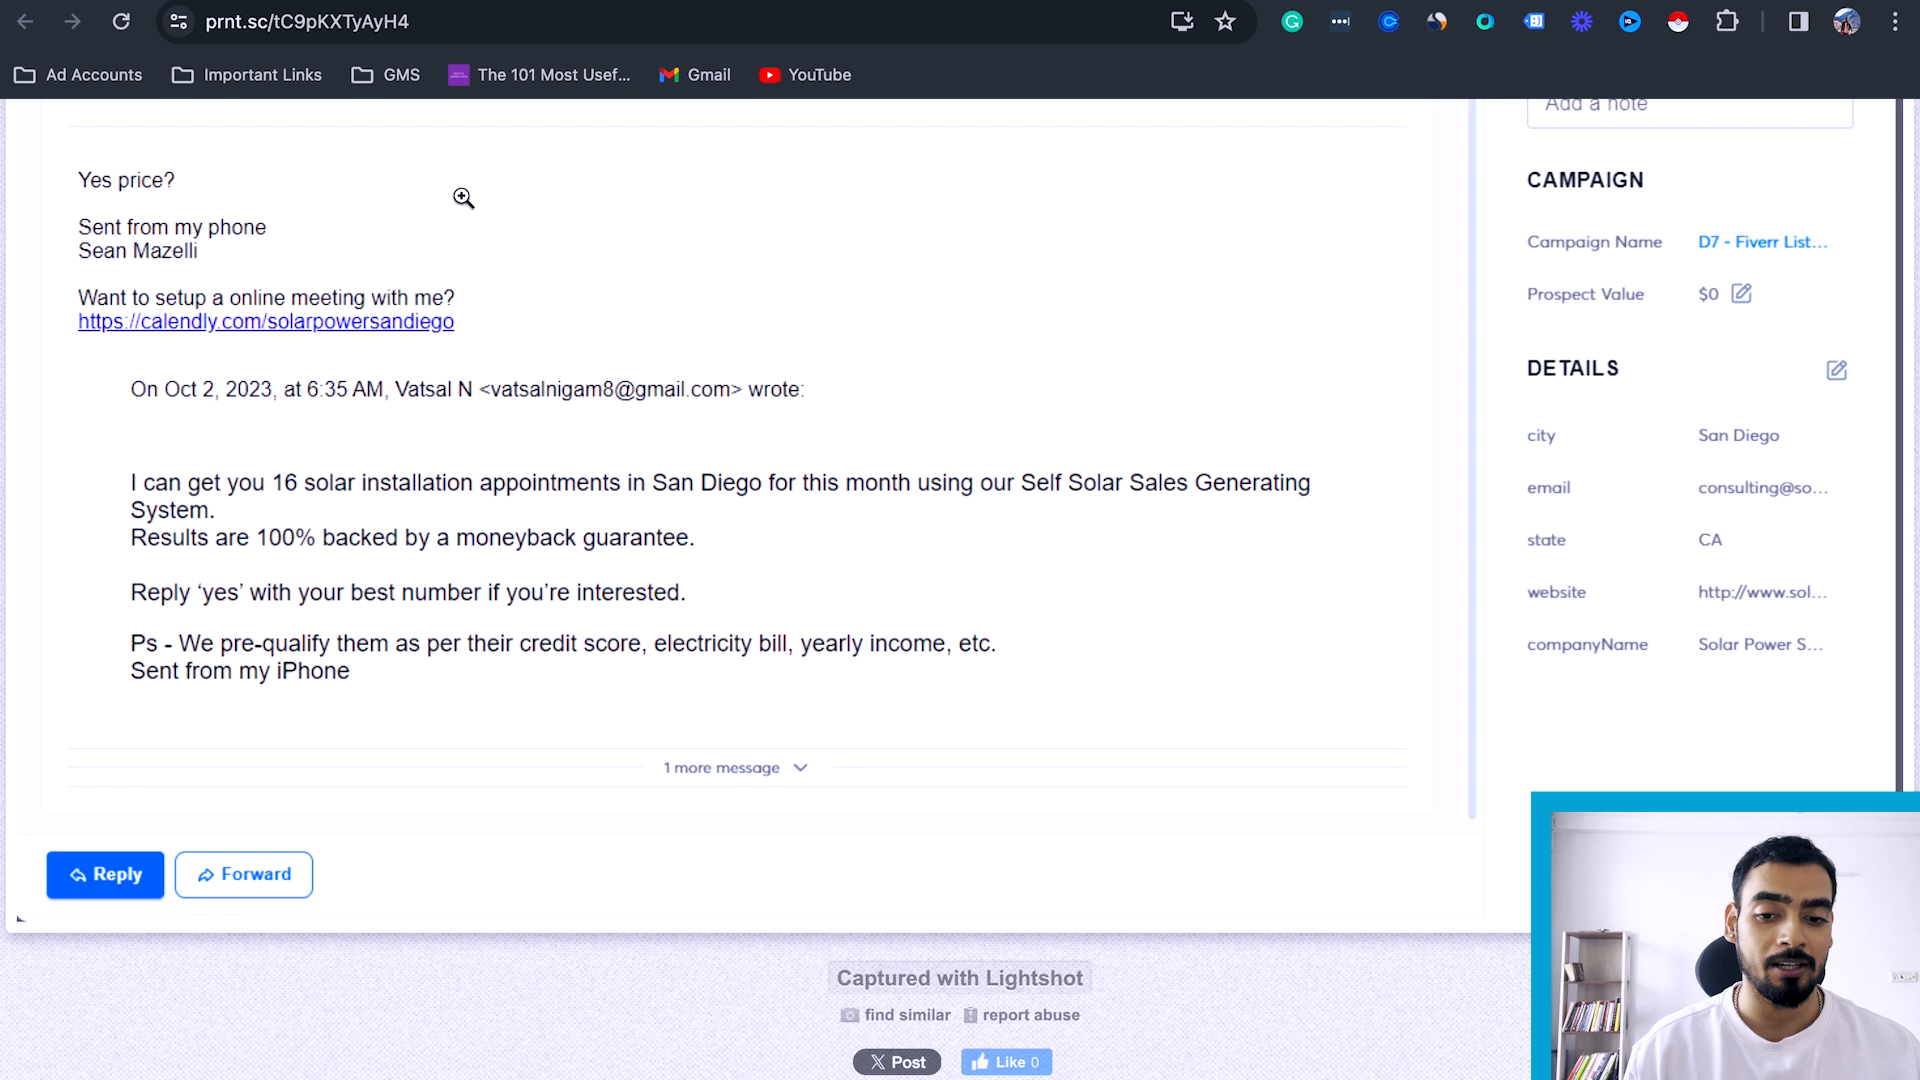 prnt.sc/tC9pKXTyAyH4
Ad Accounts
Important Links
GMS
The 101 Most Usef...
Gmail
YouTube
Add a note
Yes price?
Sent from my phone
Sean Mazelli
Want to setup a online meeting with me?
https://calendly.com/solarpowersandiego
On Oct 2, 2023, at 6:35 AM, Vatsal N <vatsalnigam8@gmail.com> wrote:
I can get you 16 solar installation appointments in San Diego for this month using our Self Solar Sales Generating
System.
Results are 100% backed by a moneyback guarantee.
Reply ‘yes’ with your best number if you’re interested.
Ps - We pre-qualify them as per their credit score, electricity bill, yearly income, etc.
Sent from my iPhone
1 more message
Reply
Forward
CAMPAIGN
Campaign Name D7 - Fiverr List...
Prospect Value $0
DETAILS
city San Diego
email consulting@so...
state CA
website http://www.sol...
companyName Solar Power S...
Captured with Lightshot
find similar
report abuse
Post
Like 0